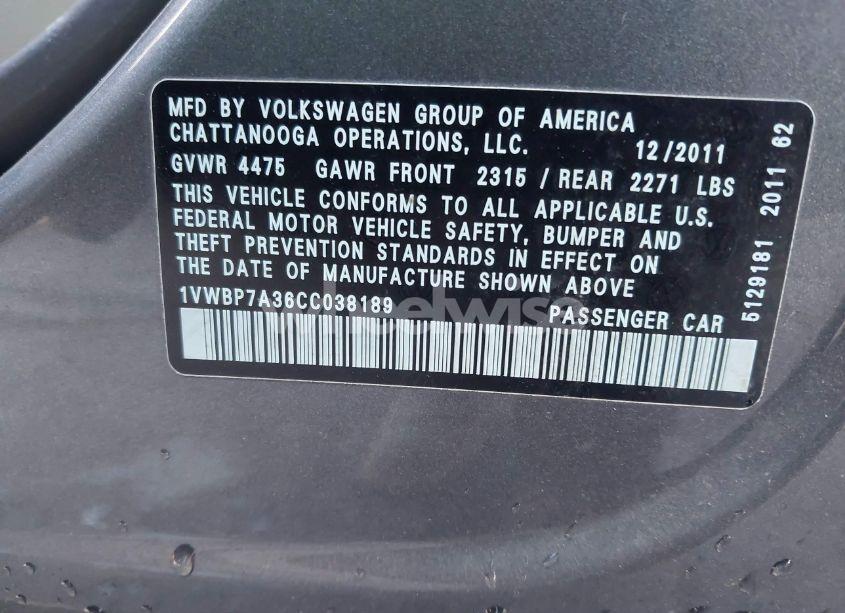 MFD BY VOLKSWAGEN GROUP OF AMERICA
CHATTANOOGA OPERATIONS, LLC. 12/2011
GVWR 4475 GAWR FRONT 2315 / REAR 2271 LBS
THIS VEHICLE CONFORMS TO ALL APPLICABLE U.S.
FEDERAL MOTOR VEHICLE SAFETY, BUMPER AND
THEFT PREVENTION STANDARDS IN EFFECT ON
THE DATE OF MANUFACTURE SHOWN ABOVE
1VWBP7A36CC038189 PASSENGER CAR
5129181 2011 62
wheelwise